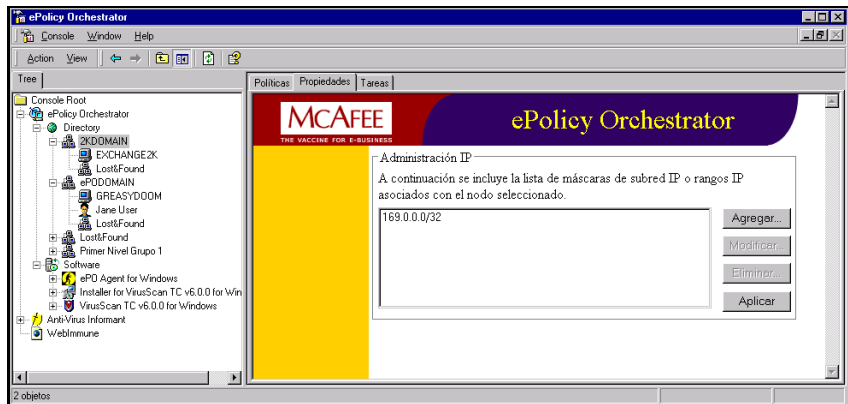 ePolicy Orchestrator
Console Window Help
Action View
Tree
Políticas Propiedades Tareas
Console Root
ePolicy Orchestrator
Directory
2KDOMAIN
EXCHANGE2K
Lost&Found
ePODOMAIN
GREASYDOOM
Jane User
Lost&Found
Lost&Found
Primer Nivel Grupo 1
Software
ePO Agent for Windows
Installer for VirusScan TC v6.0.0 for Win
VirusScan TC v6.0.0 for Windows
Anti-Virus Informant
WebImmune
McAFEE
THE VACCINE FOR E-BUSINESS
ePolicy Orchestrator
Administración IP
A continuación se incluye la lista de máscaras de subred IP o rangos IP
asociados con el nodo seleccionado.
169.0.0.0/32
Agregar...
Modificar...
Eliminar...
Aplicar
2 objetos